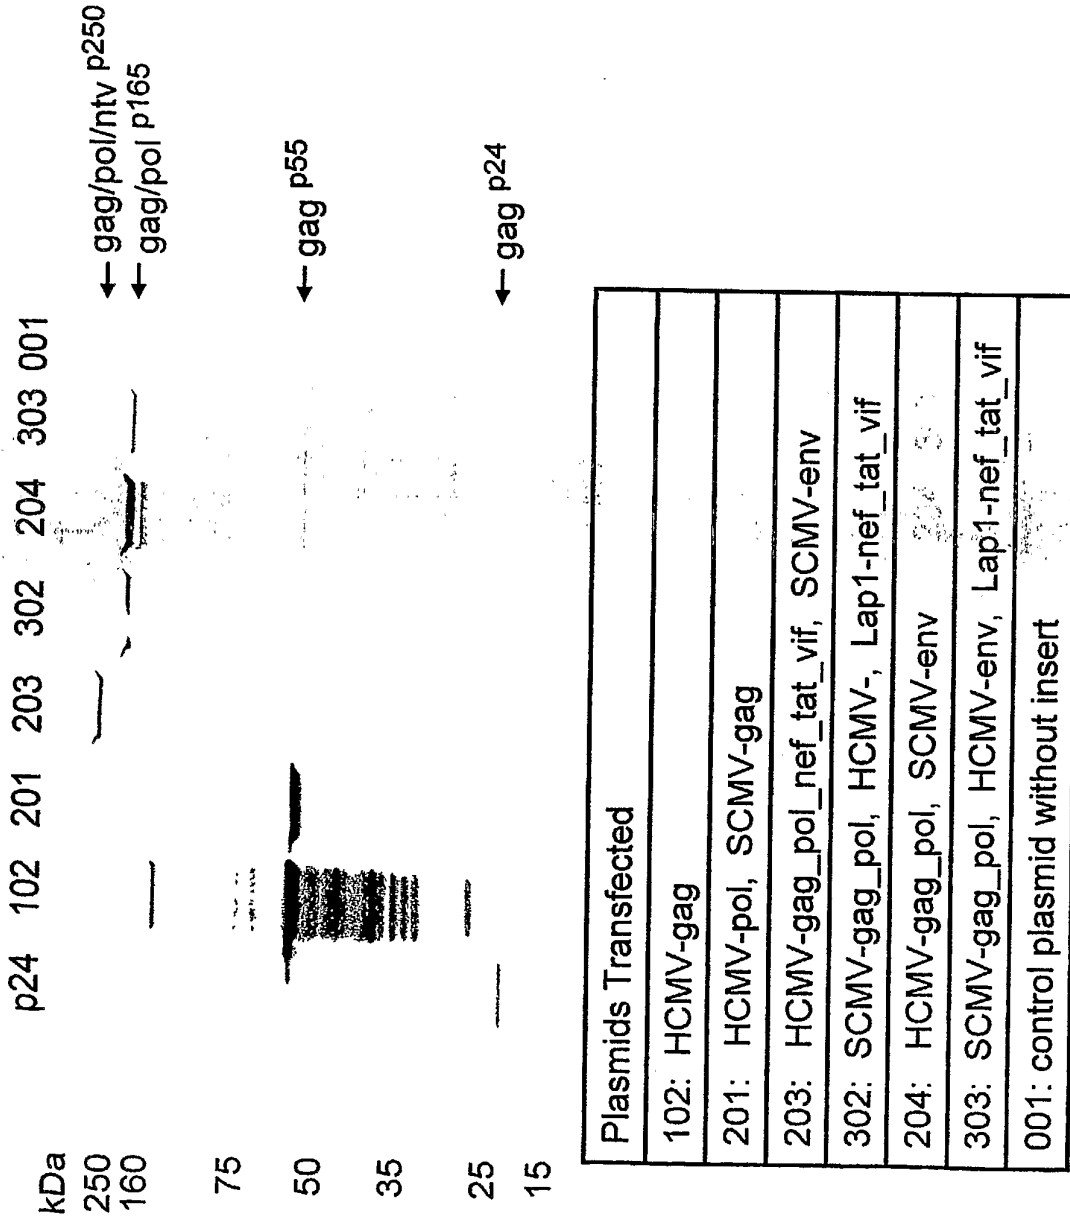 kDa p24 102 201 203 302 204 303 001
250 ← gag/pol/ntv p250
160 ← gag/pol p165
75
50 ← gag p55
35
25 ← gag p24
15
Plasmids Transfected
102: HCMV-gag
201: HCMV-pol, SCMV-gag
203: HCMV-gag_pol_nef_tat_vif, SCMV-env
302: SCMV-gag_pol, HCMV-, Lap1-nef_tat_vif
204: HCMV-gag_pol, SCMV-env
303: SCMV-gag_pol, HCMV-env, Lap1-nef_tat_vif
001: control plasmid without insert